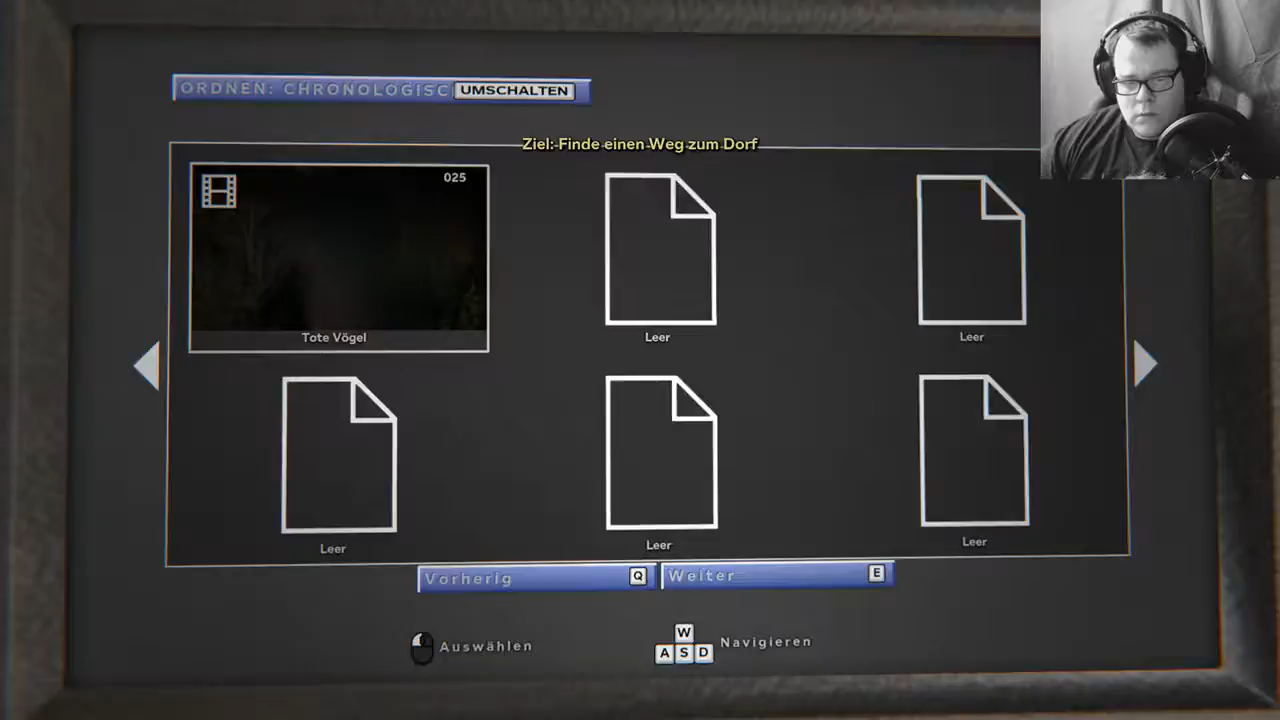 ORDNEN: CHRONOLOGISC UMSCHALTEN
Ziel: Finde einen Weg zum Dorf
025
Tote Vögel
Leer
Leer
Leer
Leer
Leer
Vorherig Q
Weiter E
Auswählen
W
A S D
Navigieren